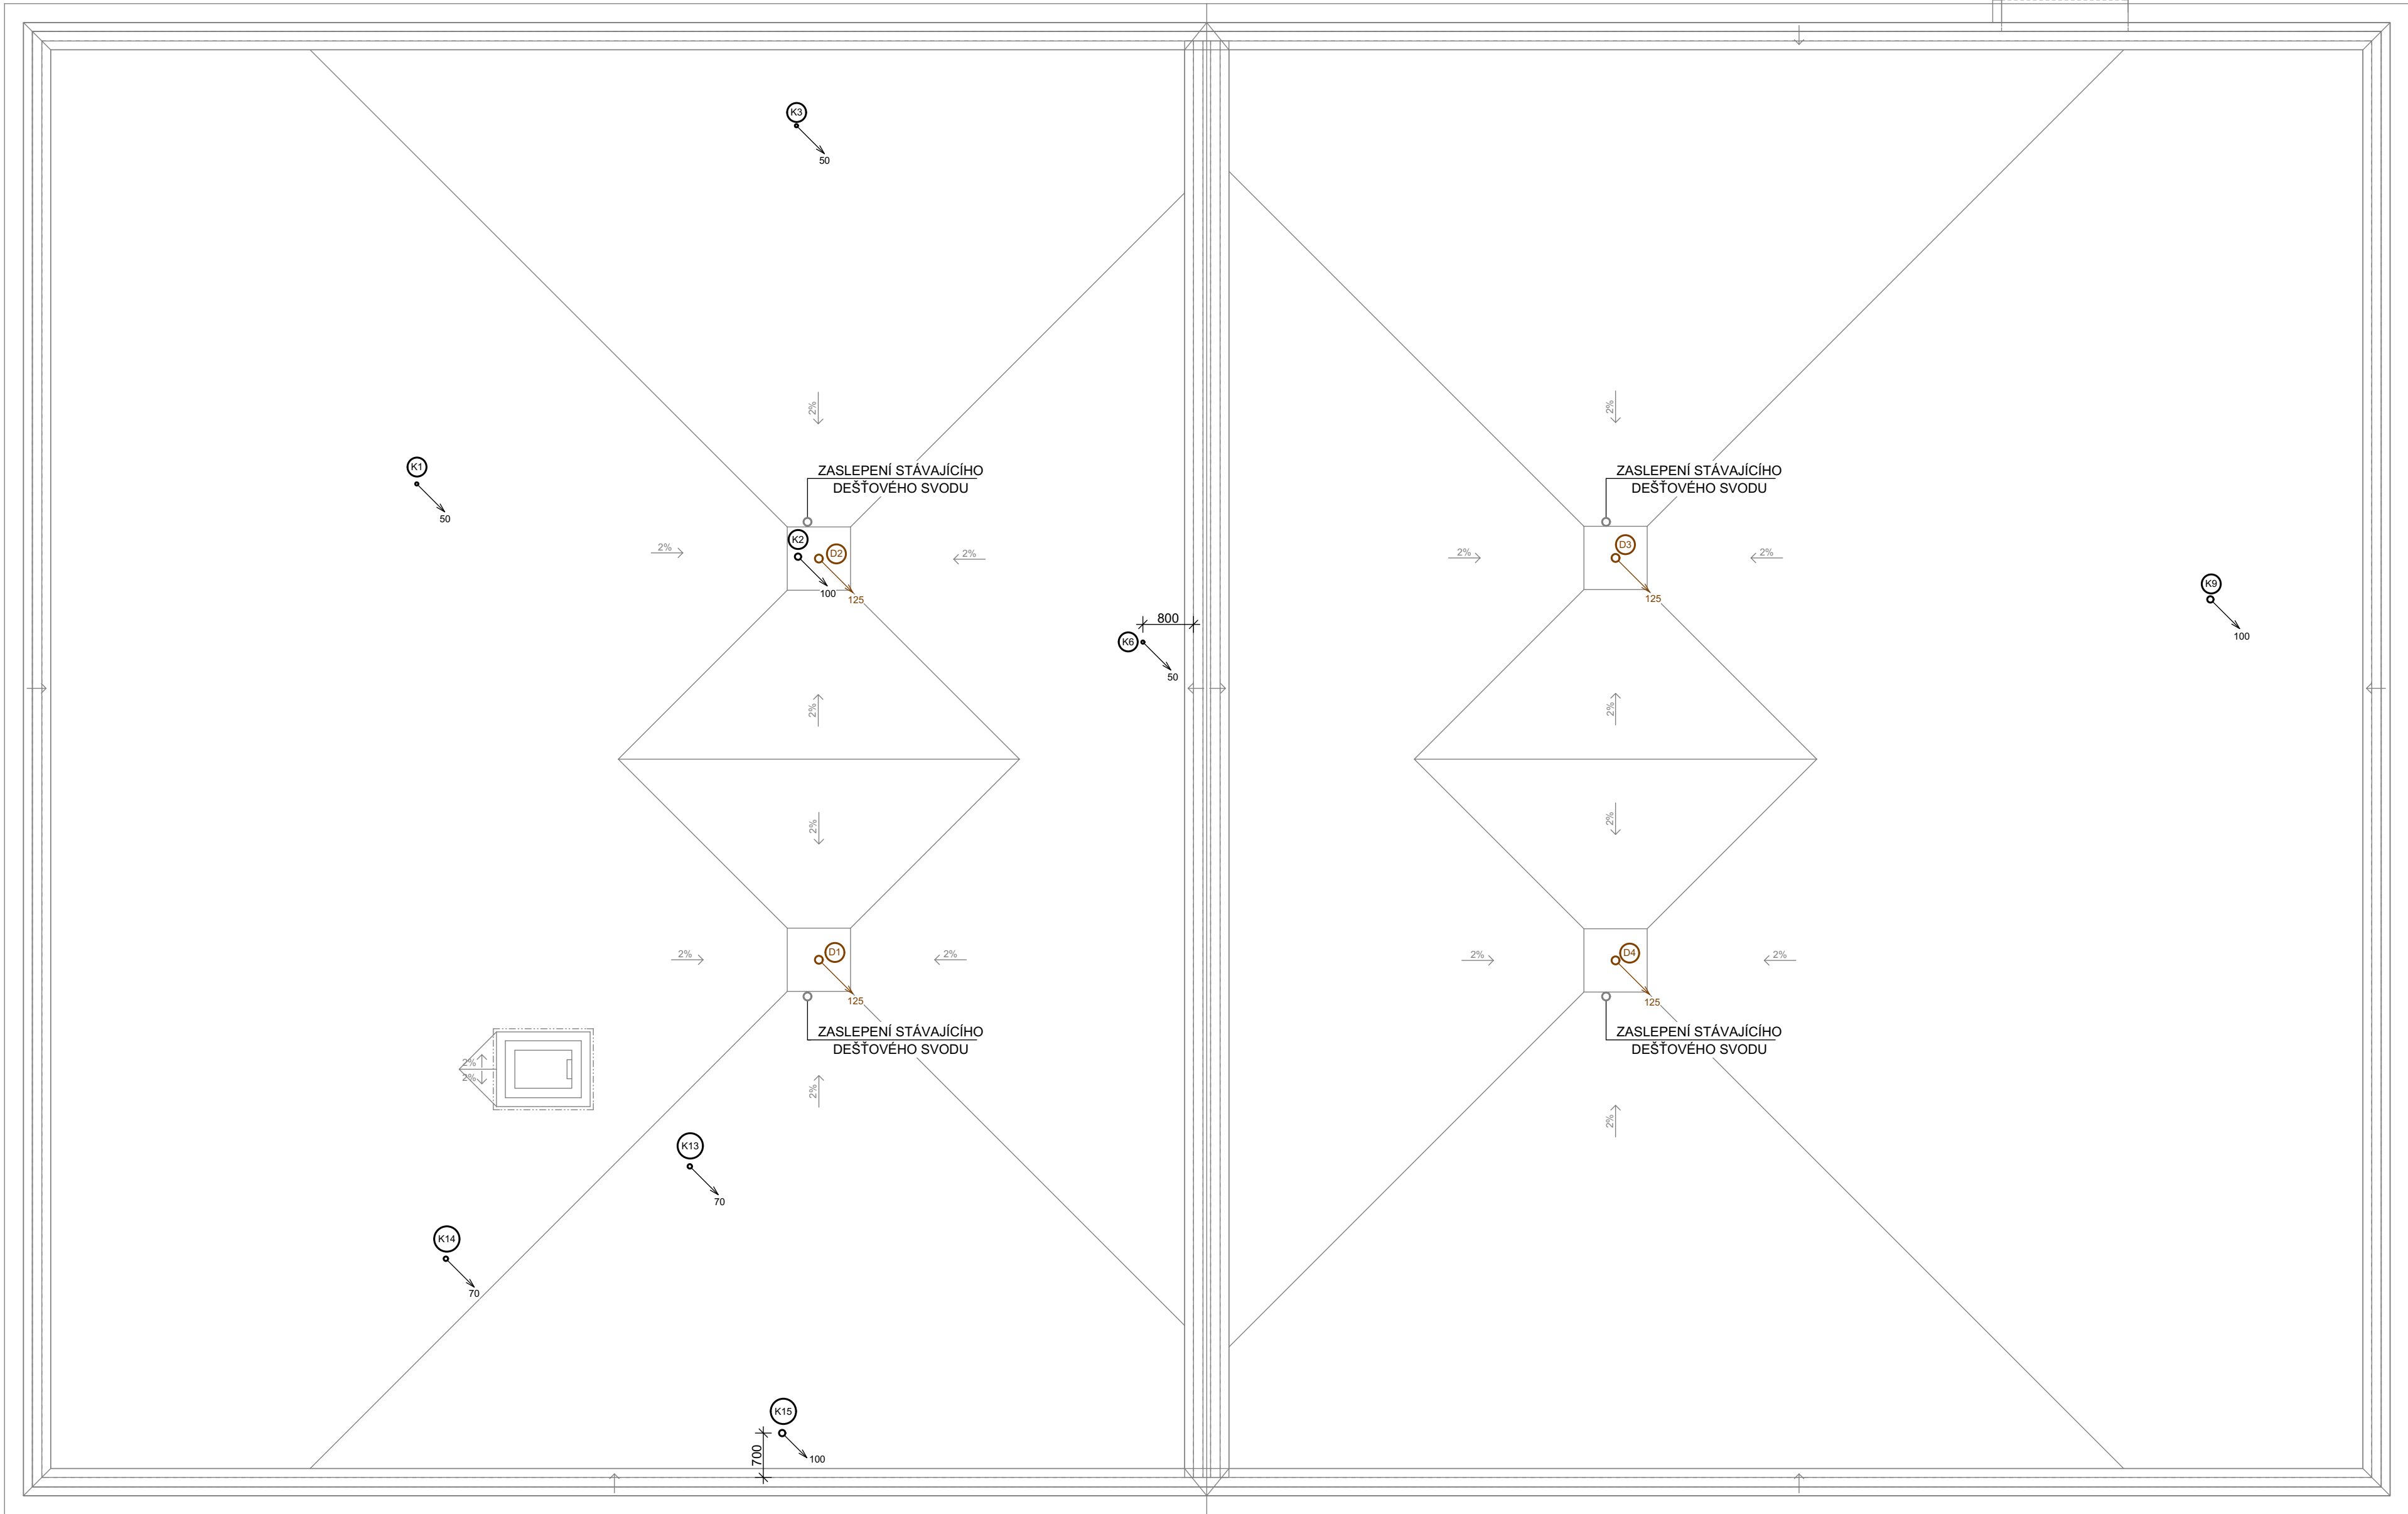 K3
50
2%
2%
K1
50
ZASLEPENÍ STÁVAJÍCÍHO
DEŠŤOVÉHO SVODU
ZASLEPENÍ STÁVAJÍCÍHO
DEŠŤOVÉHO SVODU
K2
D2
D3
2%
2%
2%
2%
100
125
125
K9
100
800
K6
50
2%
2%
2%
2%
D1
D4
2%
2%
2%
2%
125
125
ZASLEPENÍ STÁVAJÍCÍHO
DEŠŤOVÉHO SVODU
ZASLEPENÍ STÁVAJÍCÍHO
DEŠŤOVÉHO SVODU
2%
2%
2%
2%
K13
70
K14
70
K15
700
100